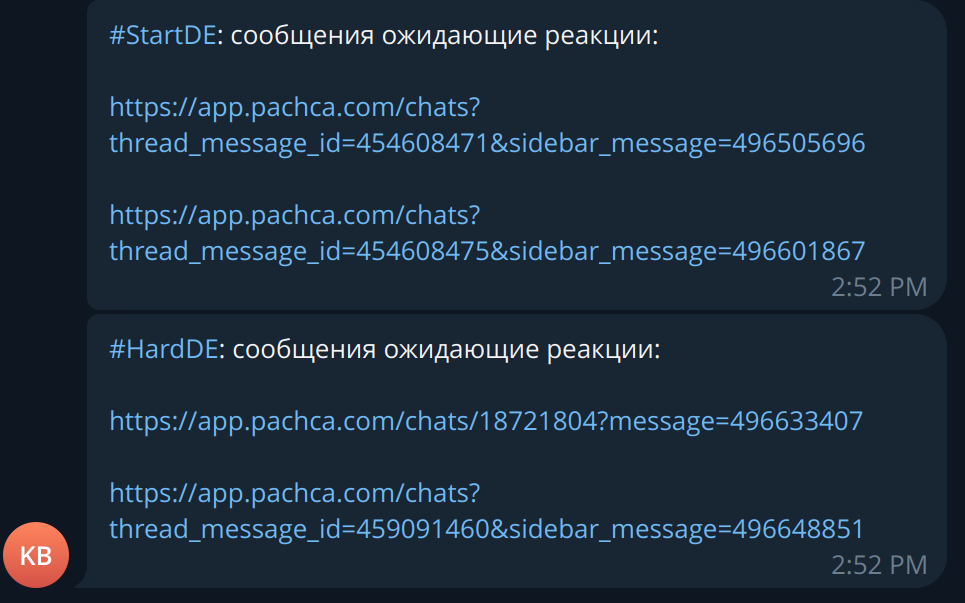 #StartDE: сообщения ожидающие реакции:
https://app.pachca.com/chats?
thread_message_id=454608471&sidebar_message=496505696
https://app.pachca.com/chats?
thread_message_id=454608475&sidebar_message=496601867
2:52 PM
#HardDE: сообщения ожидающие реакции:
https://app.pachca.com/chats/18721804?message=496633407
https://app.pachca.com/chats?
thread_message_id=459091460&sidebar_message=496648851
KB
2:52 PM